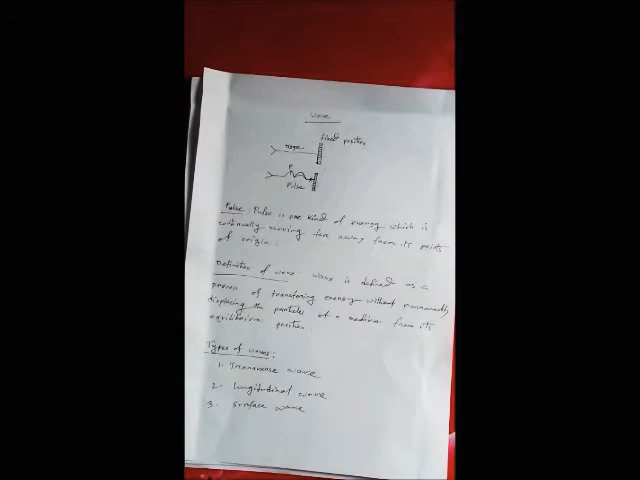 Wave
fixed position
rope
P
Pulse
Pulse : Pulse is one kind of energy which is
continually moving far away from its points
of origin.
Definition of wave wave is defined as a
process of transfering energy without permanently
displacing the particles of a medium from its
equilibrium position.
Types of waves :
1. Transverse wave
2. longitudinal wave
3. surface wave